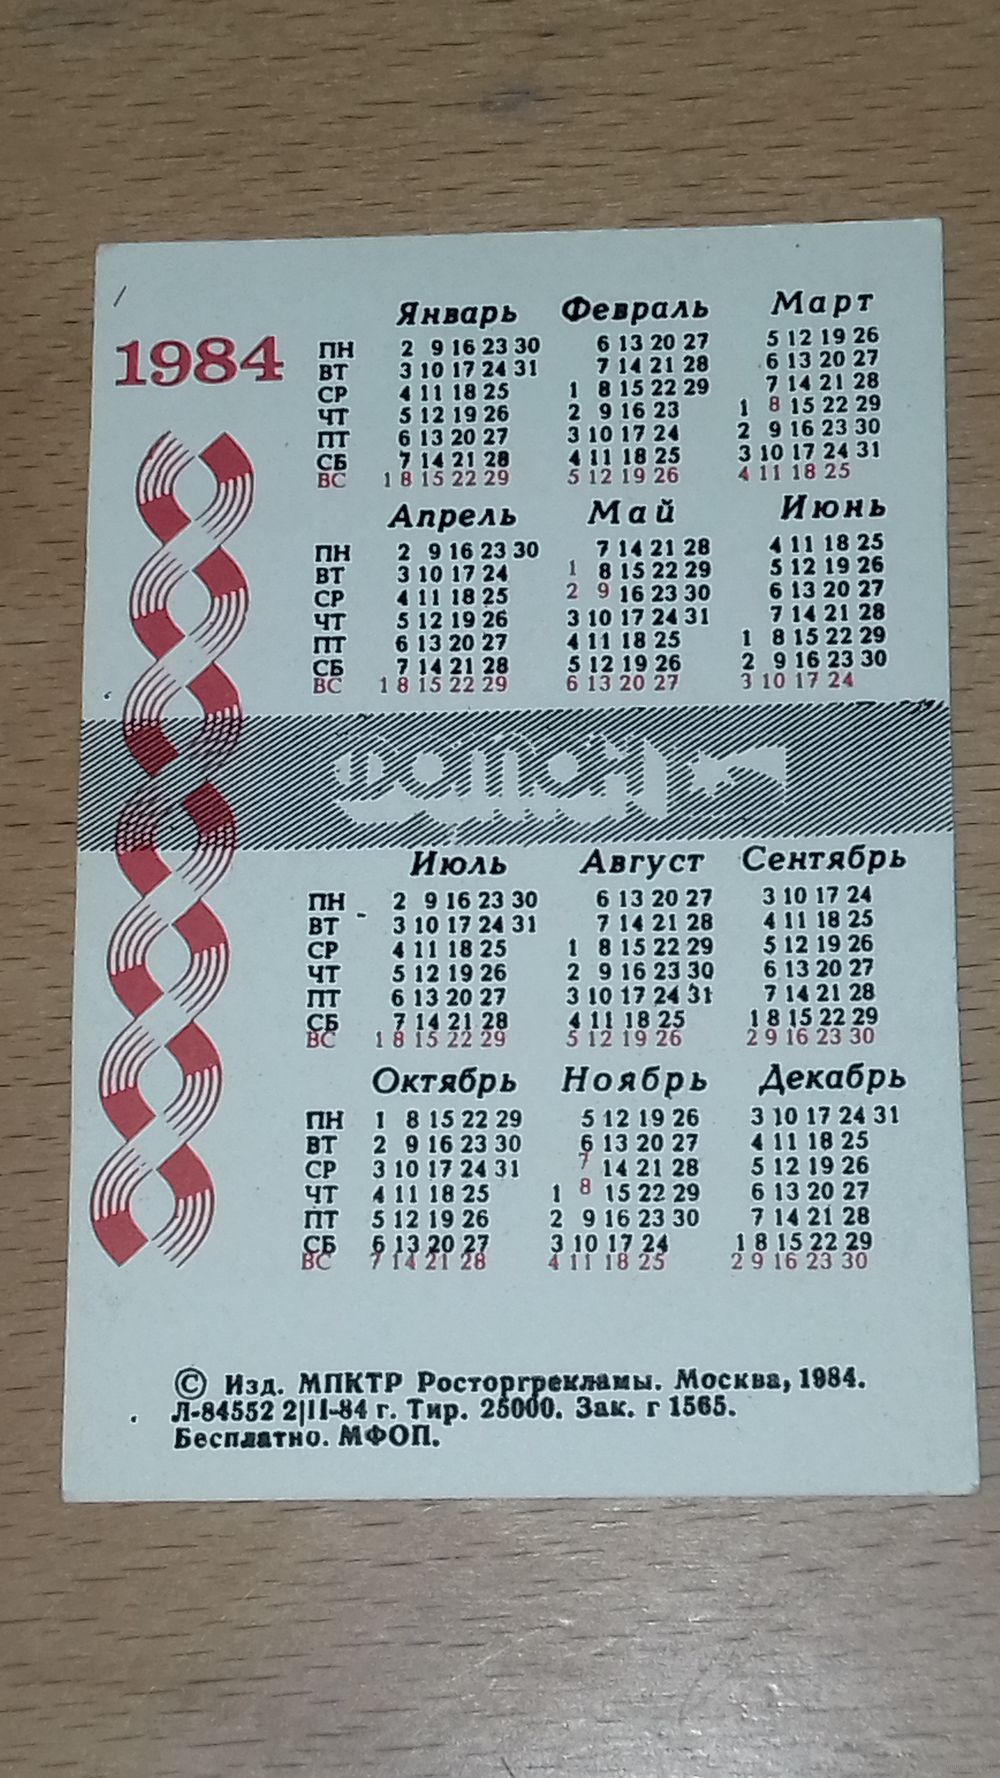 Январь Февраль Март
1984
ПН 2 9 16 23 30 6 13 20 27 5 12 19 26
ВТ 3 10 17 24 31 7 14 21 28 6 13 20 27
СР 4 11 18 25 1 8 15 22 29 7 14 21 28
ЧТ 5 12 19 26 2 9 16 23 1 8 15 22 29
ПТ 6 13 20 27 3 10 17 24 2 9 16 23 30
СБ 7 14 21 28 4 11 18 25 3 10 17 24 31
ВС 1 8 15 22 29 5 12 19 26 4 11 18 25
Апрель Май Июнь
ПН 2 9 16 23 30 7 14 21 28 4 11 18 25
ВТ 3 10 17 24 1 8 15 22 29 5 12 19 26
СР 4 11 18 25 2 9 16 23 30 6 13 20 27
ЧТ 5 12 19 26 3 10 17 24 31 7 14 21 28
ПТ 6 13 20 27 4 11 18 25 1 8 15 22 29
СБ 7 14 21 28 5 12 19 26 2 9 16 23 30
ВС 1 8 15 22 29 6 13 20 27 3 10 17 24
Июль Август Сентябрь
ПН 2 9 16 23 30 6 13 20 27 3 10 17 24
ВТ 3 10 17 24 31 7 14 21 28 4 11 18 25
СР 4 11 18 25 1 8 15 22 29 5 12 19 26
ЧТ 5 12 19 26 2 9 16 23 30 6 13 20 27
ПТ 6 13 20 27 3 10 17 24 31 7 14 21 28
СБ 7 14 21 28 4 11 18 25 1 8 15 22 29
ВС 1 8 15 22 29 5 12 19 26 2 9 16 23 30
Октябрь Ноябрь Декабрь
ПН 1 8 15 22 29 5 12 19 26 3 10 17 24 31
ВТ 2 9 16 23 30 6 13 20 27 4 11 18 25
СР 3 10 17 24 31 7 14 21 28 5 12 19 26
ЧТ 4 11 18 25 1 8 15 22 29 6 13 20 27
ПТ 5 12 19 26 2 9 16 23 30 7 14 21 28
СБ 6 13 20 27 3 10 17 24 1 8 15 22 29
ВС 7 14 21 28 4 11 18 25 2 9 16 23 30
© Изд. МПКТР Росторгрекламы. Москва, 1984.
Л-84552 2|II-84 г. Тир. 25000. Зак. г 1565.
Бесплатно. МФОП.